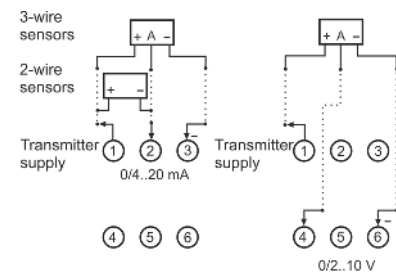 3-wire
sensors
+ A −
+ A −
2-wire
sensors
+ −
Transmitter
supply
1 2 3
−
0/4..20 mA
4 5 6
Transmitter
supply
1 2 3
4 5 6
−
0/2..10 V